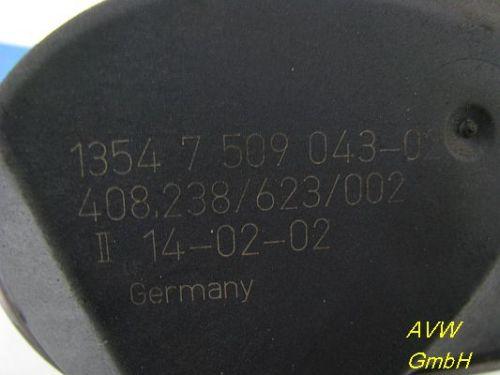 1354 7 509 043-02
408.238/623/002
II 14-02-02
Germany
AVW
GmbH